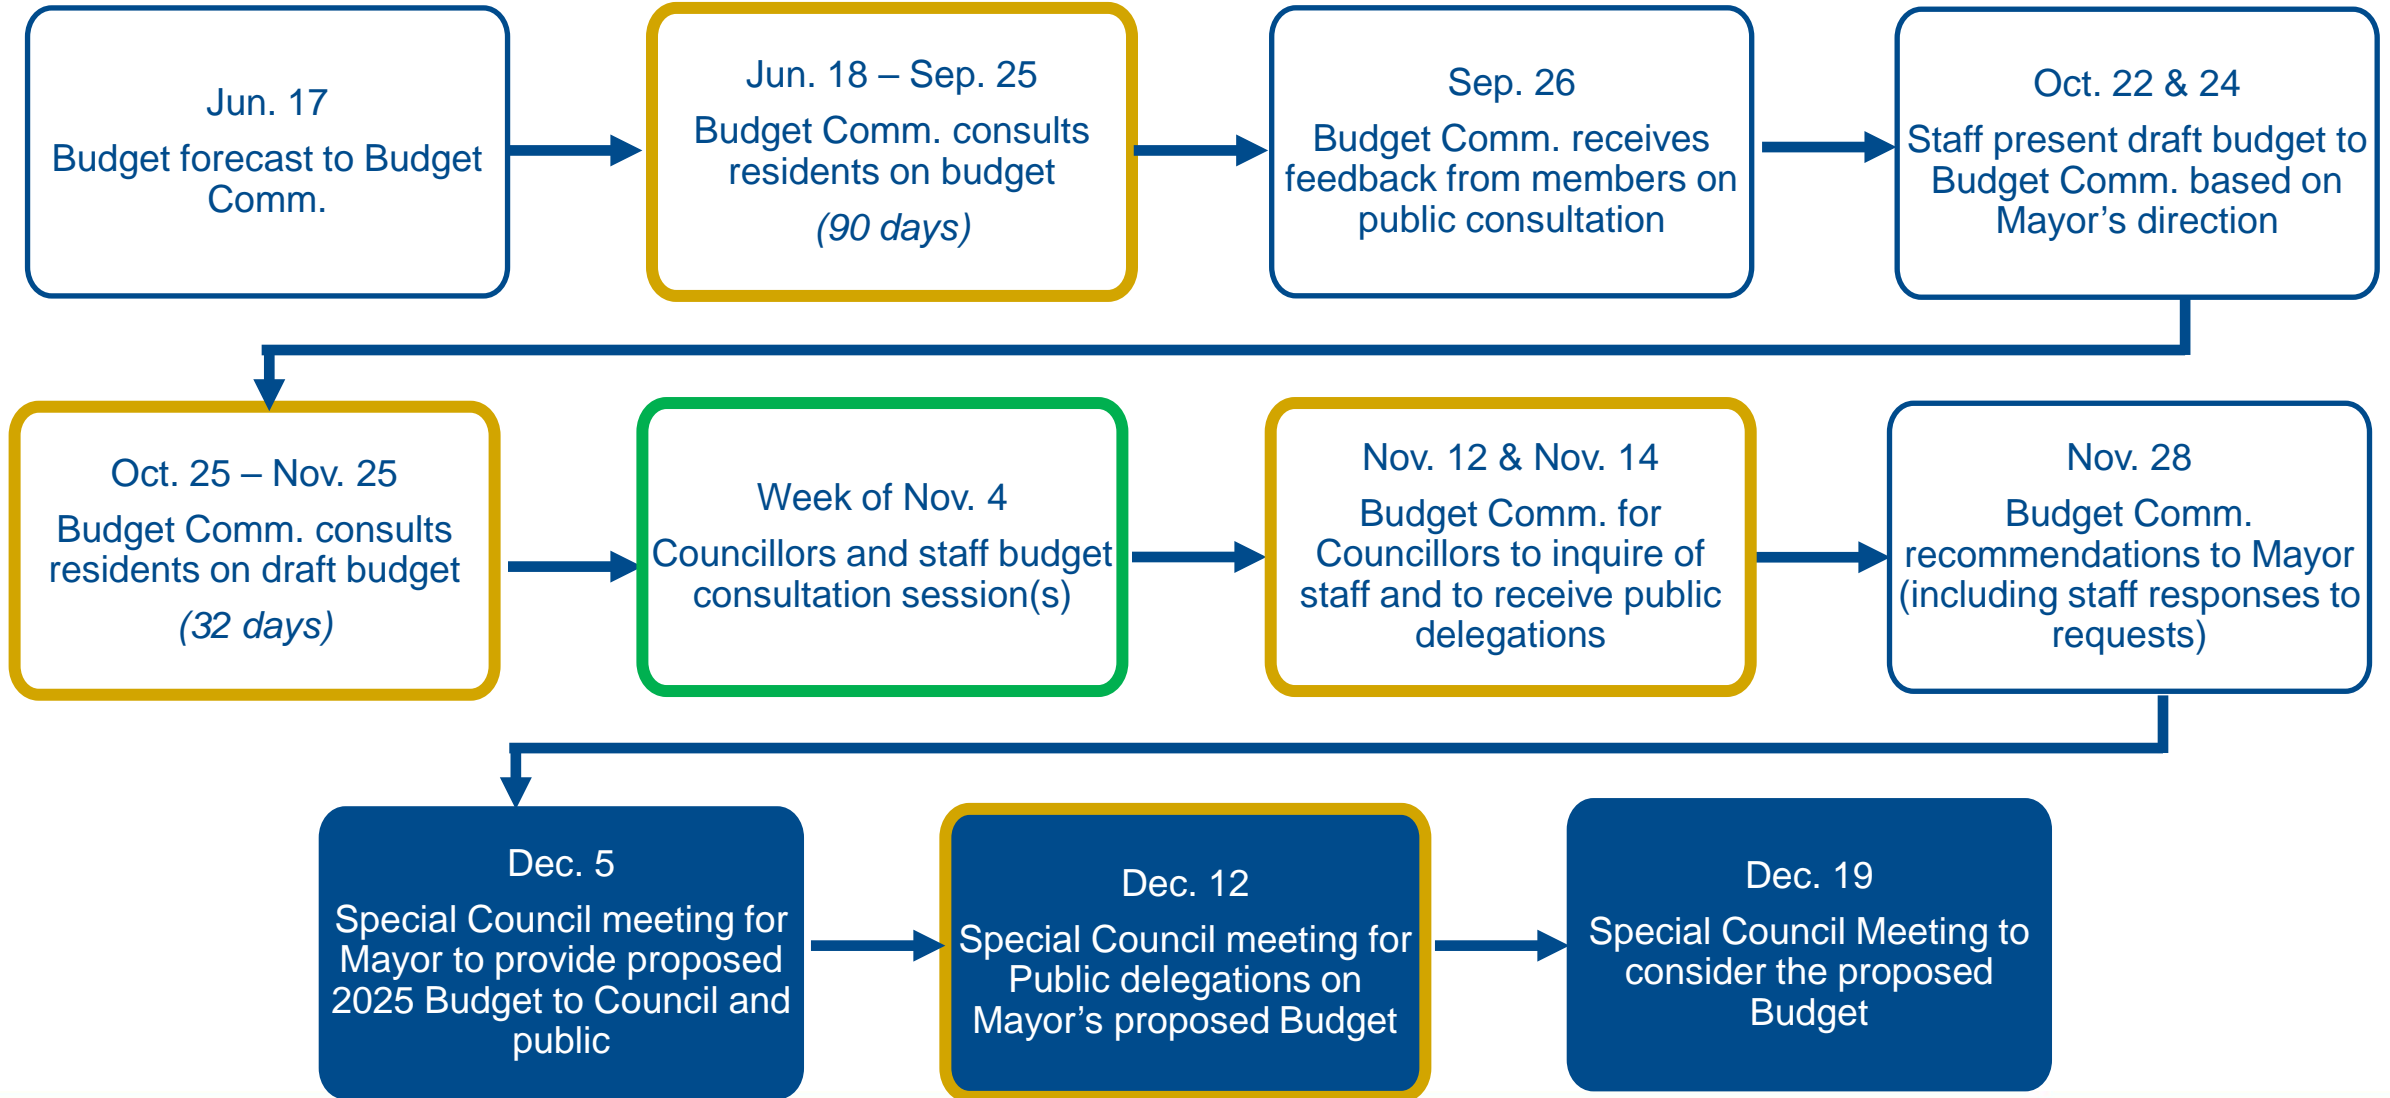 Jun. 17
Budget forecast to Budget
Comm.
Jun. 18 – Sep. 25
Budget Comm. consults
residents on budget
(90 days)
Sep. 26
Budget Comm. receives
feedback from members on
public consultation
Oct. 22 & 24
Staff present draft budget to
Budget Comm. based on
Mayor’s direction
Oct. 25 – Nov. 25
Budget Comm. consults
residents on draft budget
(32 days)
Week of Nov. 4
Councillors and staff budget
consultation session(s)
Nov. 12 & Nov. 14
Budget Comm. for
Councillors to inquire of
staff and to receive public
delegations
Nov. 28
Budget Comm.
recommendations to Mayor
(including staff responses to
requests)
Dec. 5
Special Council meeting for
Mayor to provide proposed
2025 Budget to Council and
public
Dec. 12
Special Council meeting for
Public delegations on
Mayor’s proposed Budget
Dec. 19
Special Council Meeting to
consider the proposed
Budget